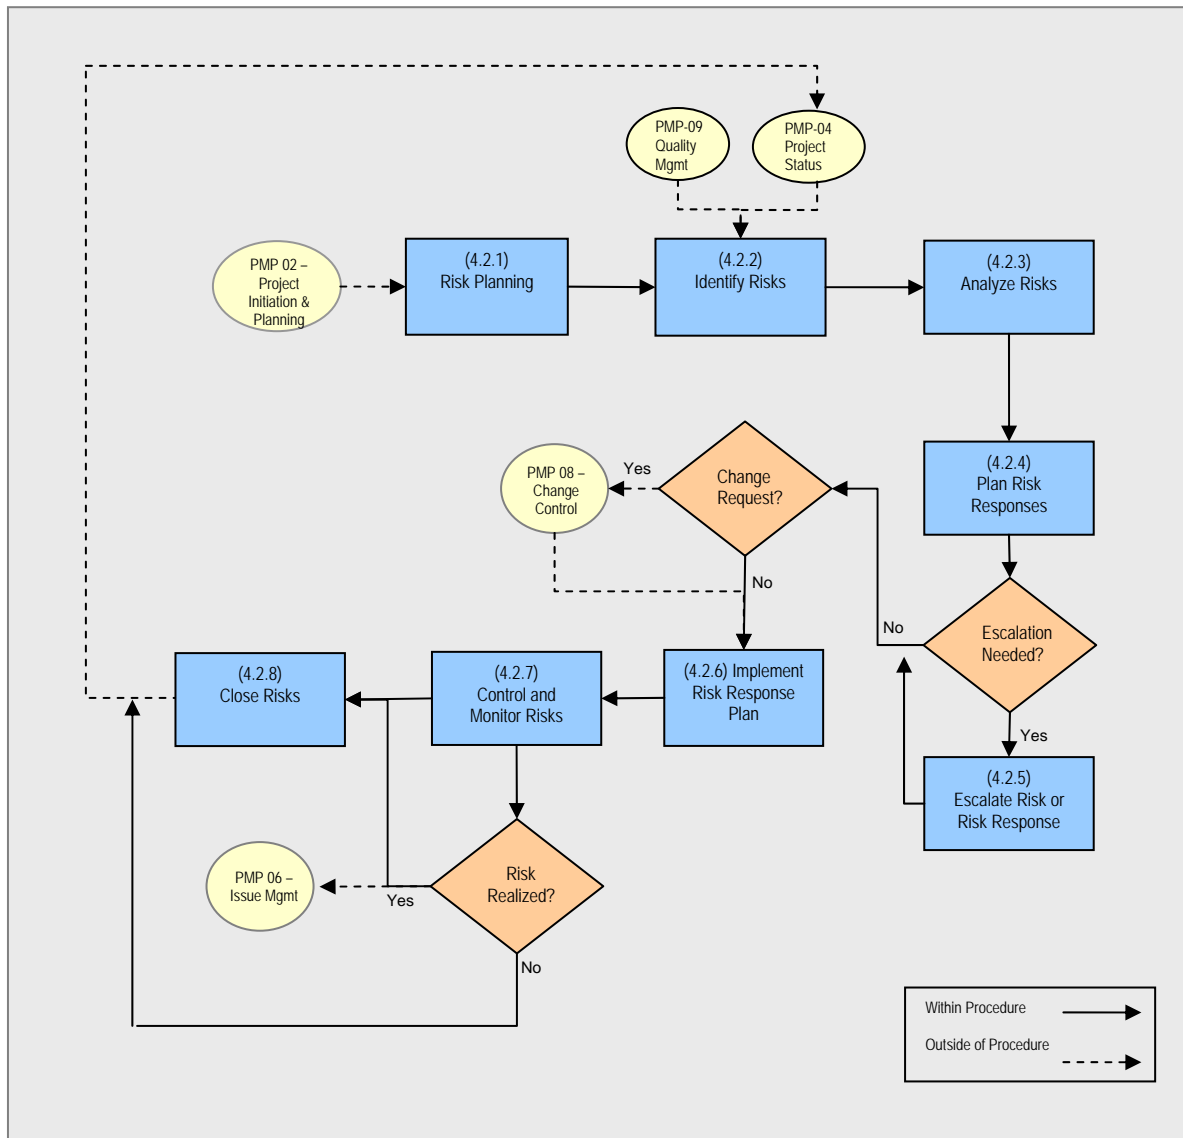 PMP-09
Quality
Mgmt
PMP-04
Project
Status
PMP 02 –
Project
Initiation &
Planning
(4.2.1)
Risk Planning
(4.2.2)
Identify Risks
(4.2.3)
Analyze Risks
PMP 08 –
Change
Control
Yes
Change
Request?
No
(4.2.4)
Plan Risk
Responses
No
Escalation
Needed?
Yes
(4.2.5)
Escalate Risk or
Risk Response
(4.2.8)
Close Risks
(4.2.7)
Control and
Monitor Risks
(4.2.6) Implement
Risk Response
Plan
PMP 06 –
Issue Mgmt
Yes
Risk
Realized?
No
Within Procedure
Outside of Procedure